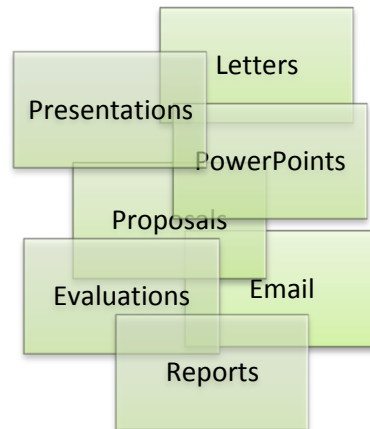 Letters
Presentations
PowerPoints
Proposals
Evaluations
Email
Reports